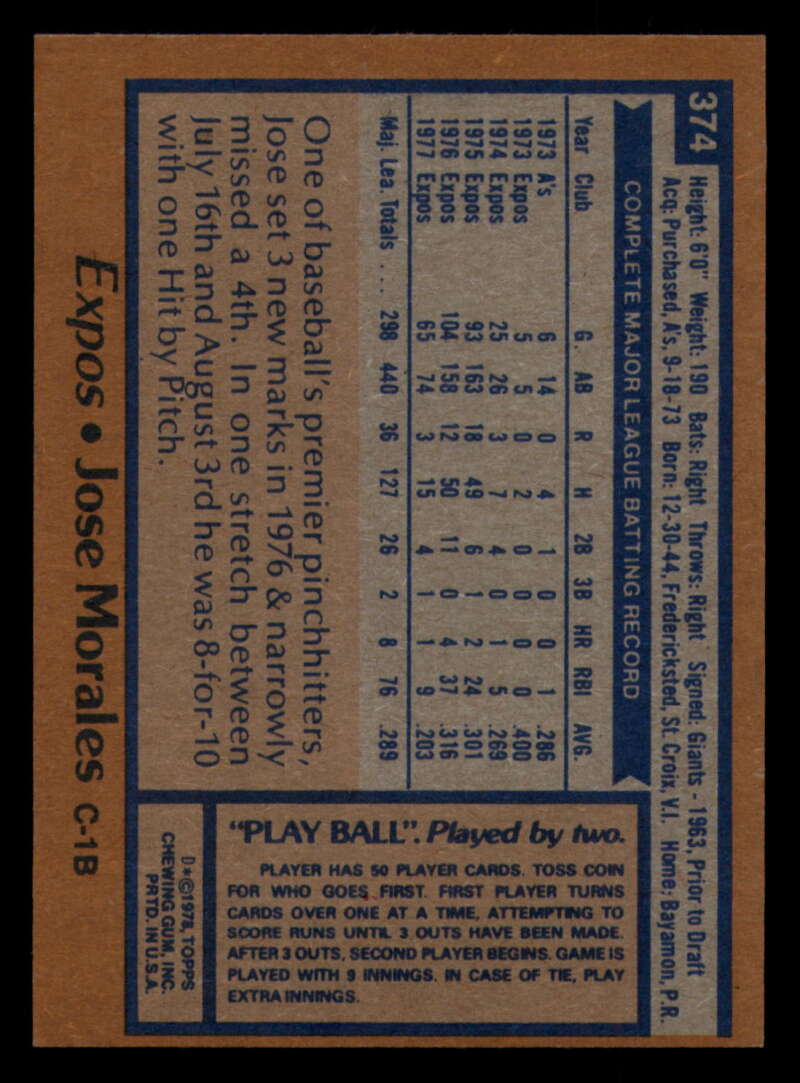 374
Height: 6'0" Weight: 190 Bats: Right Throws: Right Signed: Giants - 1963, Prior to Draft
Acq: Purchased, A's, 9-18-73 Born: 12-30-44, Fredericksted, St. Croix, V.I. Home: Bayamon, P.R.
COMPLETE MAJOR LEAGUE BATTING RECORD
Year Club G. AB R H 2B 3B HR RBI AVG.
1973 A's 6 14 0 4 1 0 0 1 .286
1973 Expos 5 5 0 2 0 0 0 0 .400
1974 Expos 25 26 3 7 4 0 1 5 .269
1975 Expos 93 163 18 49 6 1 2 24 .301
1976 Expos 104 158 12 50 11 0 4 37 .316
1977 Expos 65 74 3 15 4 1 1 9 .203
Maj. Lea. Totals ... 298 440 36 127 26 2 8 76 .289
One of baseball's premier pinchhitters,
Jose set 3 new marks in 1976 & narrowly
missed a 4th. In one stretch between
July 16th and August 3rd he was 8-for-10
with one Hit by Pitch.
"PLAY BALL". Played by two.
PLAYER HAS 50 PLAYER CARDS. TOSS COIN
FOR WHO GOES FIRST. FIRST PLAYER TURNS
CARDS OVER ONE AT A TIME, ATTEMPTING TO
SCORE RUNS UNTIL 3 OUTS HAVE BEEN MADE.
AFTER 3 OUTS, SECOND PLAYER BEGINS. GAME IS
PLAYED WITH 9 INNINGS. IN CASE OF TIE, PLAY
EXTRA INNINGS.
D*©1978, TOPPS
CHEWING GUM, INC.
PRTD. IN U.S.A.
Expos • Jose Morales C-1B